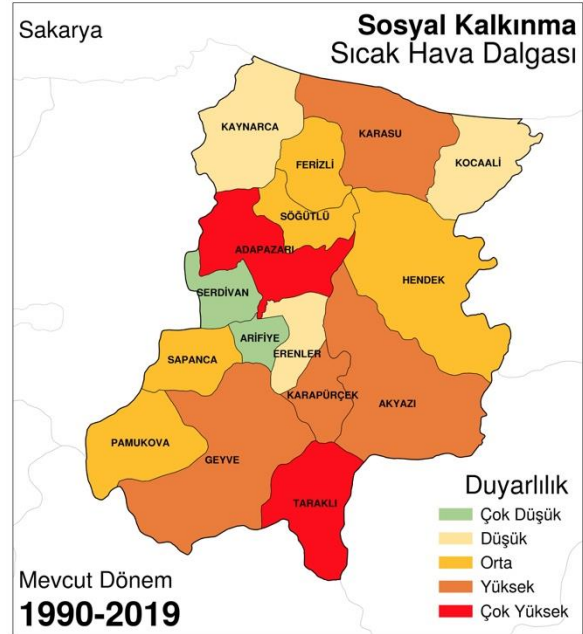 Sakarya
Sosyal Kalkınma
Sıcak Hava Dalgası
KAYNARCA
KARASU
KOCAALİ
FERİZLİ
SÖĞÜTLÜ
ADAPAZARI
HENDEK
SERDİVAN
ARİFİYE
ERENLER
SAPANCA
KARAPÜRÇEK
AKYAZI
PAMUKOVA
GEYVE
TARAKLI
Duyarlılık
Çok Düşük
Düşük
Orta
Yüksek
Çok Yüksek
Mevcut Dönem
1990-2019